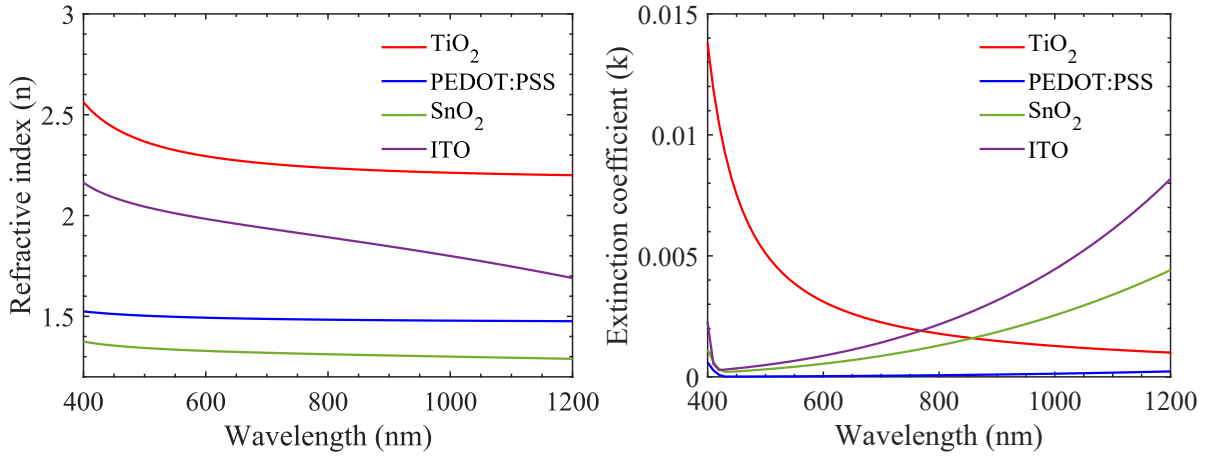 Refractive index (n)
3
2.5
2
1.5
400
600
800
1000
1200
Wavelength (nm)
TiO₂
PEDOT:PSS
SnO₂
ITO
Extinction coefficient (k)
0.015
0.01
0.005
0
400
600
800
1000
1200
Wavelength (nm)
TiO₂
PEDOT:PSS
SnO₂
ITO